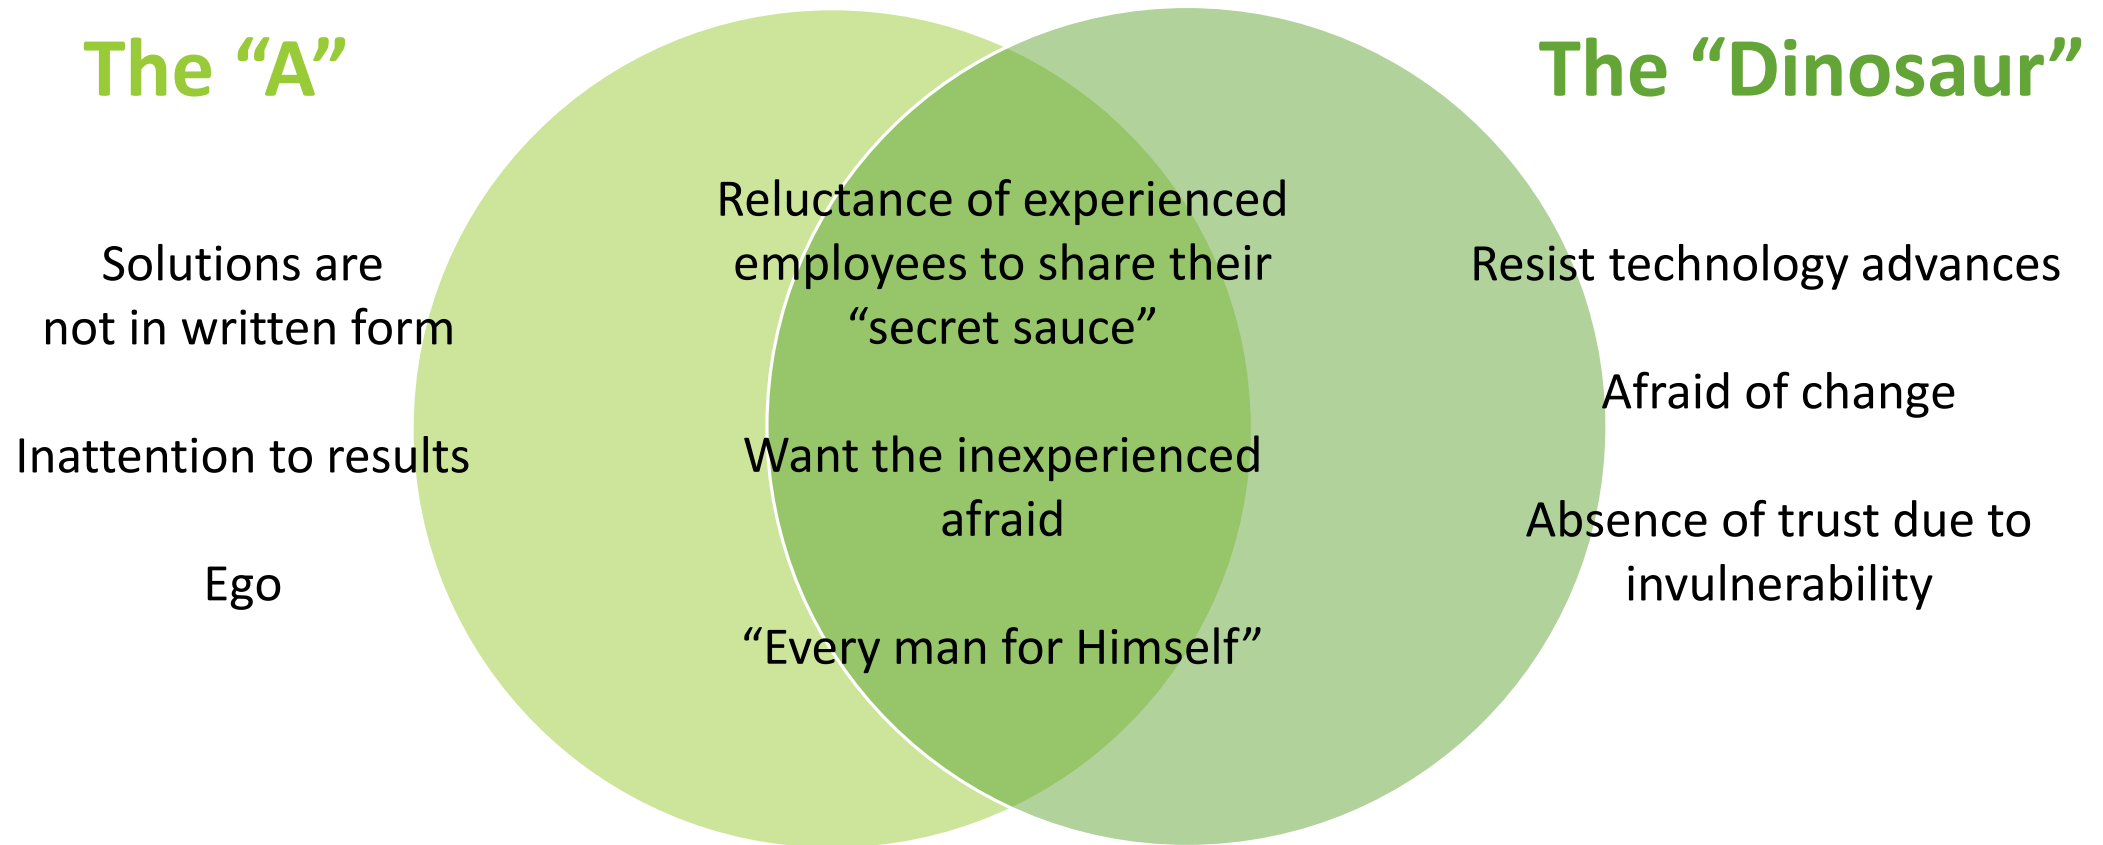 The “A”
Solutions are
not in written form
Inattention to results
Ego
Reluctance of experienced
employees to share their
“secret sauce”
Want the inexperienced
afraid
“Every man for Himself”
The “Dinosaur”
Resist technology advances
Afraid of change
Absence of trust due to
invulnerability